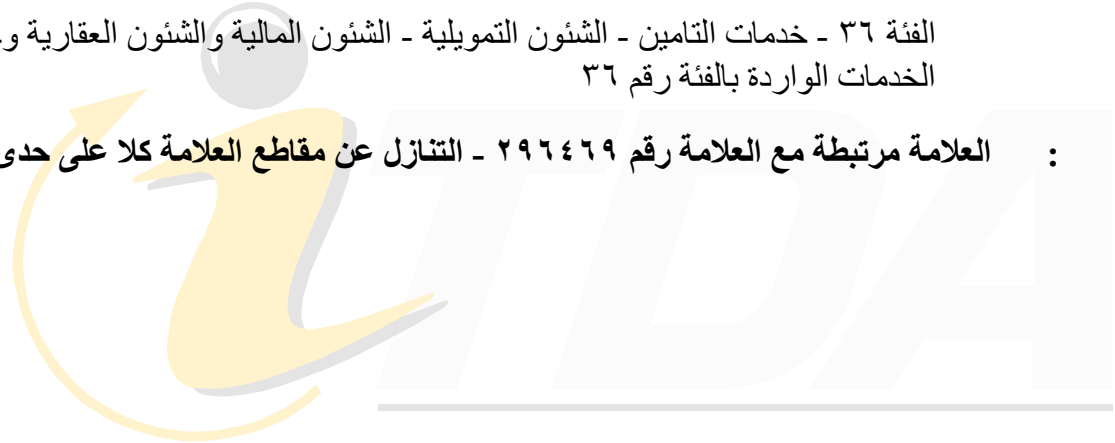 الفئة ٣٦ - خدمات التامين - الشئون التمويلية - الشئون المالية والشئون العقارية
الخدمات الواردة بالفئة رقم ٣٦
: العلامة مرتبطة مع العلامة رقم ٢٩٦٤٦٩ - التنازل عن مقاطع العلامة كلا على حدى
iTDA